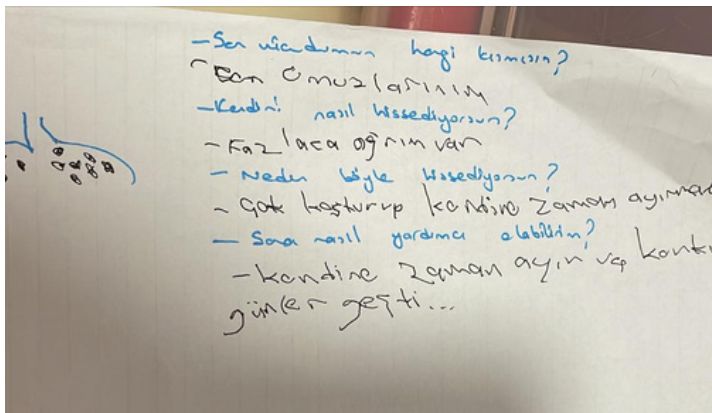 - Sen vücudumun hangi kısmısın?
- Ben Omuzlarınım
- Kendini nasıl hissediyorsun?
- Fazlaca ağrım var
- Neden böyle hissediyorsun?
- Çok koşturup kendine zaman ayırma
- Sana nasıl yardımcı olabilirim?
- kendine zaman ayır ve
günler geçti...